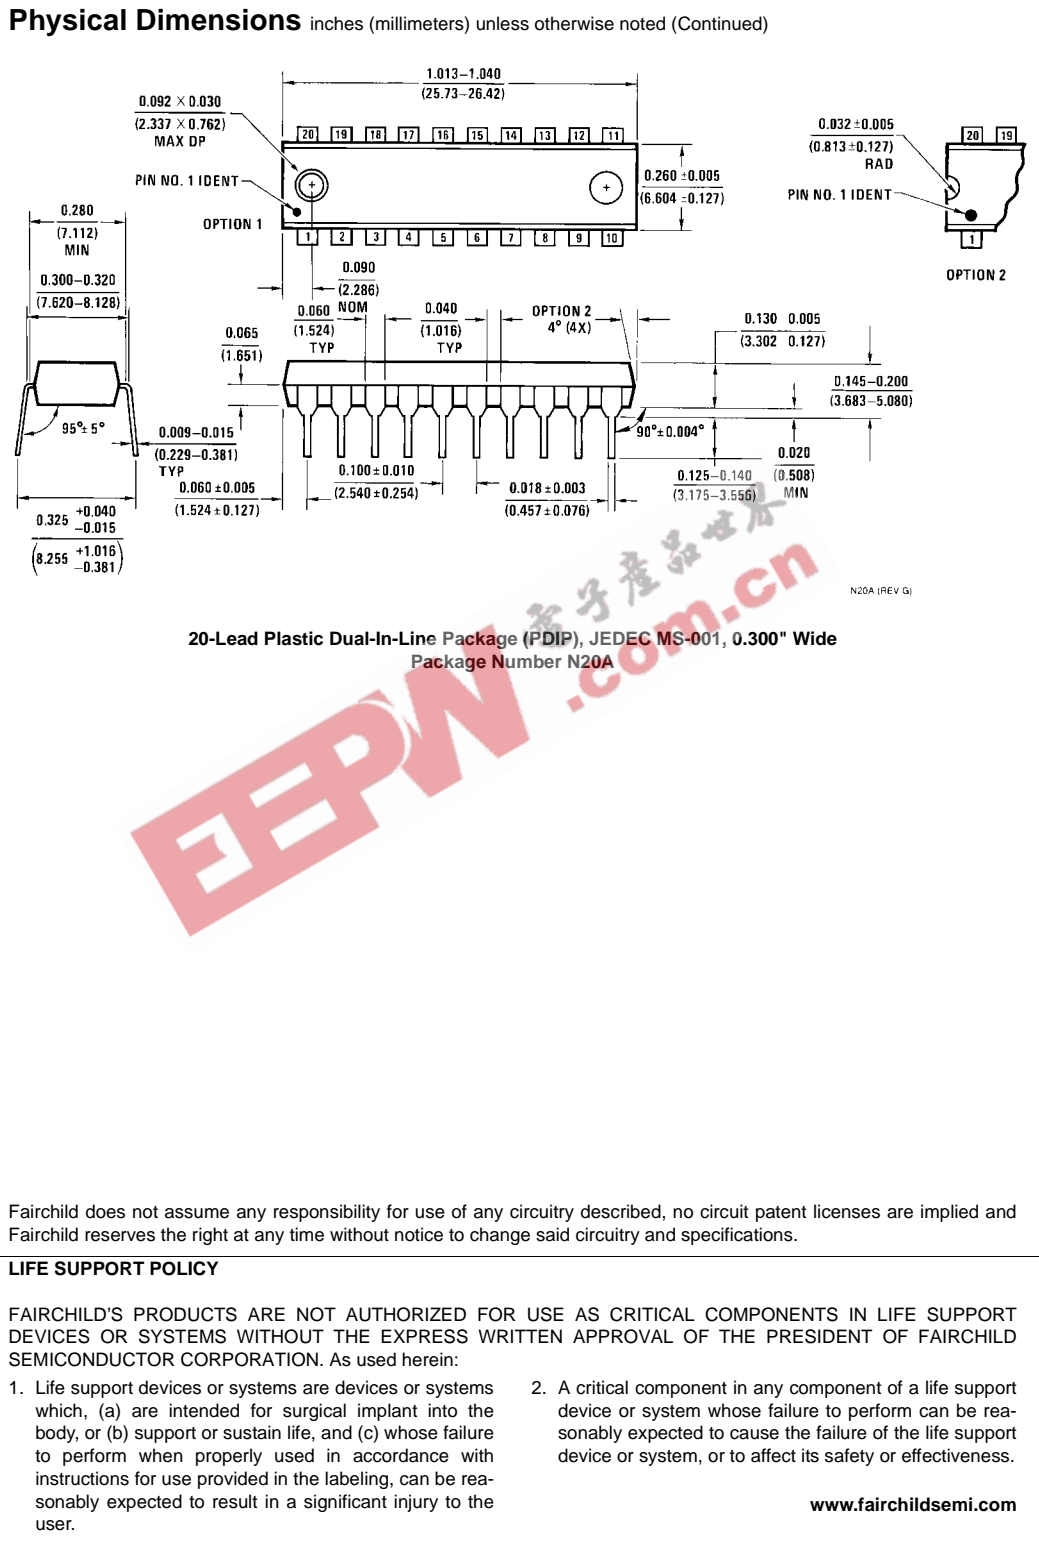 Physical Dimensions inches (millimeters) unless otherwise noted (Continued)
1.013–1.040
(25.73–26.42)
0.092 × 0.030
(2.337 × 0.762)
MAX DP
PIN NO. 1 IDENT
OPTION 1
20 19 18 17 16 15 14 13 12 11
1 2 3 4 5 6 7 8 9 10
0.260 ±0.005
(6.604 ±0.127)
0.032 ±0.005
(0.813 ±0.127)
RAD
PIN NO. 1 IDENT
20 19
1
OPTION 2
0.280
(7.112)
MIN
0.300–0.320
(7.620–8.128)
0.090
(2.286)
NOM
0.060
(1.524)
TYP
0.040
(1.016)
TYP
OPTION 2
4° (4X)
0.065
(1.651)
0.130 0.005
(3.302 0.127)
0.145–0.200
(3.683–5.080)
95°± 5°
0.009–0.015
(0.229–0.381)
TYP
90°±0.004°
0.020
(0.508)
MIN
0.100 ±0.010
(2.540 ±0.254)
0.125–0.140
(3.175–3.556)
0.060 ±0.005
(1.524 ±0.127)
0.018 ±0.003
(0.457 ±0.076)
0.325 +0.040
–0.015
(8.255 +1.016
–0.381)
N20A (REV G)
20-Lead Plastic Dual-In-Line Package (PDIP), JEDEC MS-001, 0.300" Wide
Package Number N20A
EEPW
電子產品世界
.com.cn
Fairchild does not assume any responsibility for use of any circuitry described, no circuit patent licenses are implied and
Fairchild reserves the right at any time without notice to change said circuitry and specifications.
LIFE SUPPORT POLICY
FAIRCHILD'S PRODUCTS ARE NOT AUTHORIZED FOR USE AS CRITICAL COMPONENTS IN LIFE SUPPORT
DEVICES OR SYSTEMS WITHOUT THE EXPRESS WRITTEN APPROVAL OF THE PRESIDENT OF FAIRCHILD
SEMICONDUCTOR CORPORATION. As used herein:
1. Life support devices or systems are devices or systems
which, (a) are intended for surgical implant into the
body, or (b) support or sustain life, and (c) whose failure
to perform when properly used in accordance with
instructions for use provided in the labeling, can be rea-
sonably expected to result in a significant injury to the
user.
2. A critical component in any component of a life support
device or system whose failure to perform can be rea-
sonably expected to cause the failure of the life support
device or system, or to affect its safety or effectiveness.
www.fairchildsemi.com